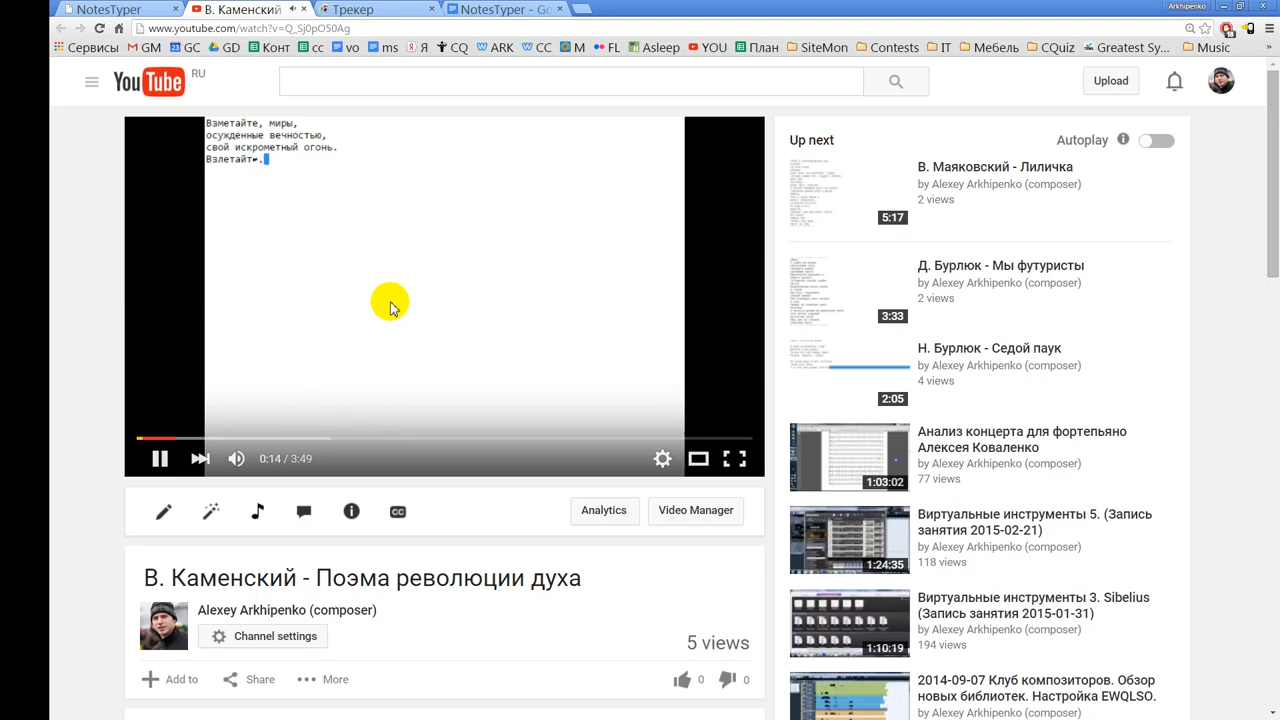 NotesTyper
В. Каменский
Трекер
NotesTyper - Go
Arkhipenko
www.youtube.com/watch?v=Q_Sj0pO50Ag
Сервисы
GM
GC
GD
Конт
cc
vo
ms
Я
CQ
WRK
CC
М
FL
Asleep
YOU
План
SiteMon
Contests
IT
Мебель
CQuiz
Greatest Sy...
Music
YouTube RU
Upload
Взметайте, миры,
осужденные вечностью,
свой искрометный огонь.
Взлетайте,
0:14 / 3:49
Up next
Autoplay
В. Маяковский - Лиличка
by Alexey Arkhipenko (composer)
2 views
5:17
Д. Бурлюк - Мы футуристы
by Alexey Arkhipenko (composer)
2 views
3:33
Н. Бурлюк - Седой паук
by Alexey Arkhipenko (composer)
4 views
2:05
Анализ концерта для фортепьяно
Алексея Коваленко
by Alexey Arkhipenko (composer)
77 views
1:03:02
Виртуальные инструменты 5. (Запись
занятия 2015-02-21)
by Alexey Arkhipenko (composer)
118 views
1:24:35
Виртуальные инструменты 3. Sibelius
(Запись занятия 2015-01-24)
by Alexey Arkhipenko (composer)
194 views
1:10:19
2014-09-07 Клуб композиторов. Обзор
новых библиотек. Настройка EWQLSO.
CC
Analytics
Video Manager
В. Каменский - Поэма революции духа
Alexey Arkhipenko (composer)
Channel settings
5 views
Add to
Share
More
0
0